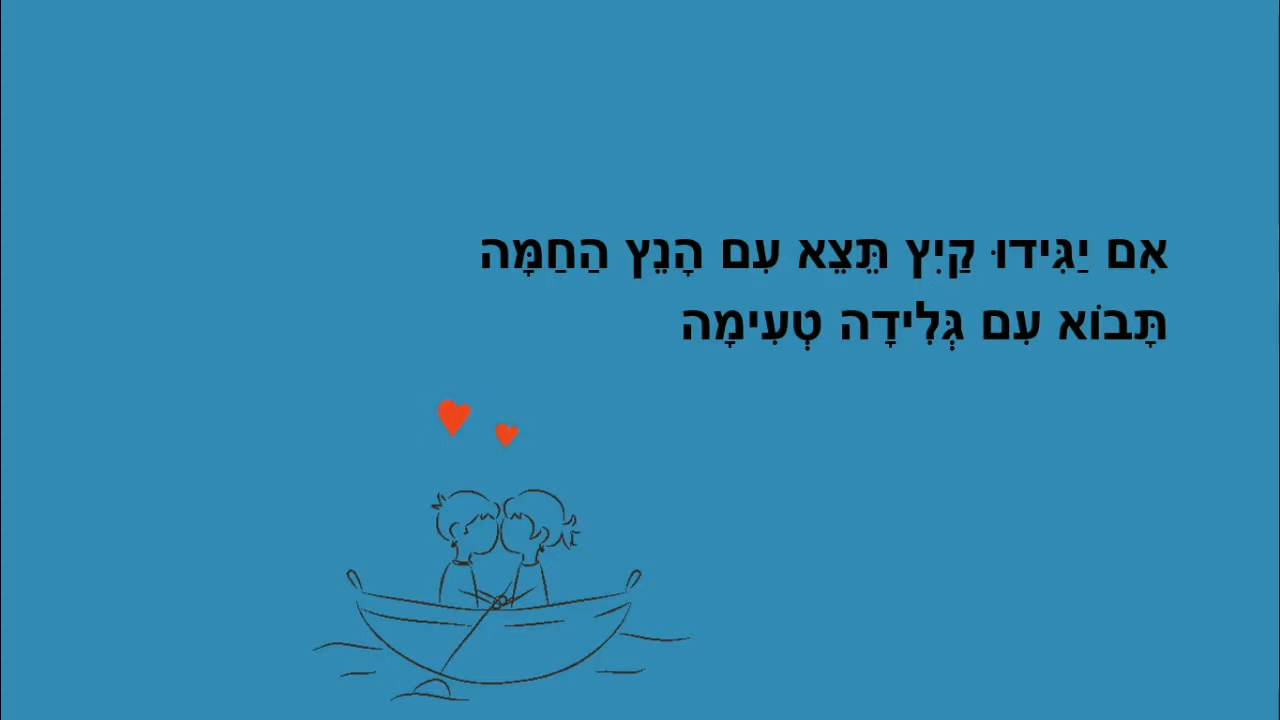 אִם יַגִּידוּ קַיִץ תֵּצֵא עִם הָנֵץ הַחַמָּה
תָּבוֹא עִם גְּלִידָה טְעִימָה